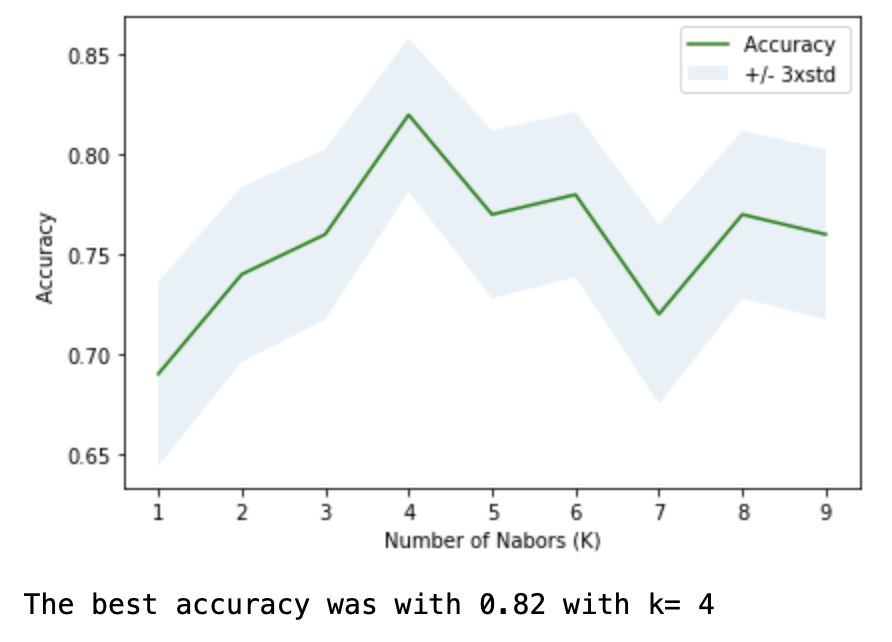 Accuracy
+/- 3xstd
0.85
0.80
0.75
0.70
0.65
Accuracy
1 2 3 4 5 6 7 8 9
Number of Nabors (K)
The best accuracy was with 0.82 with k= 4